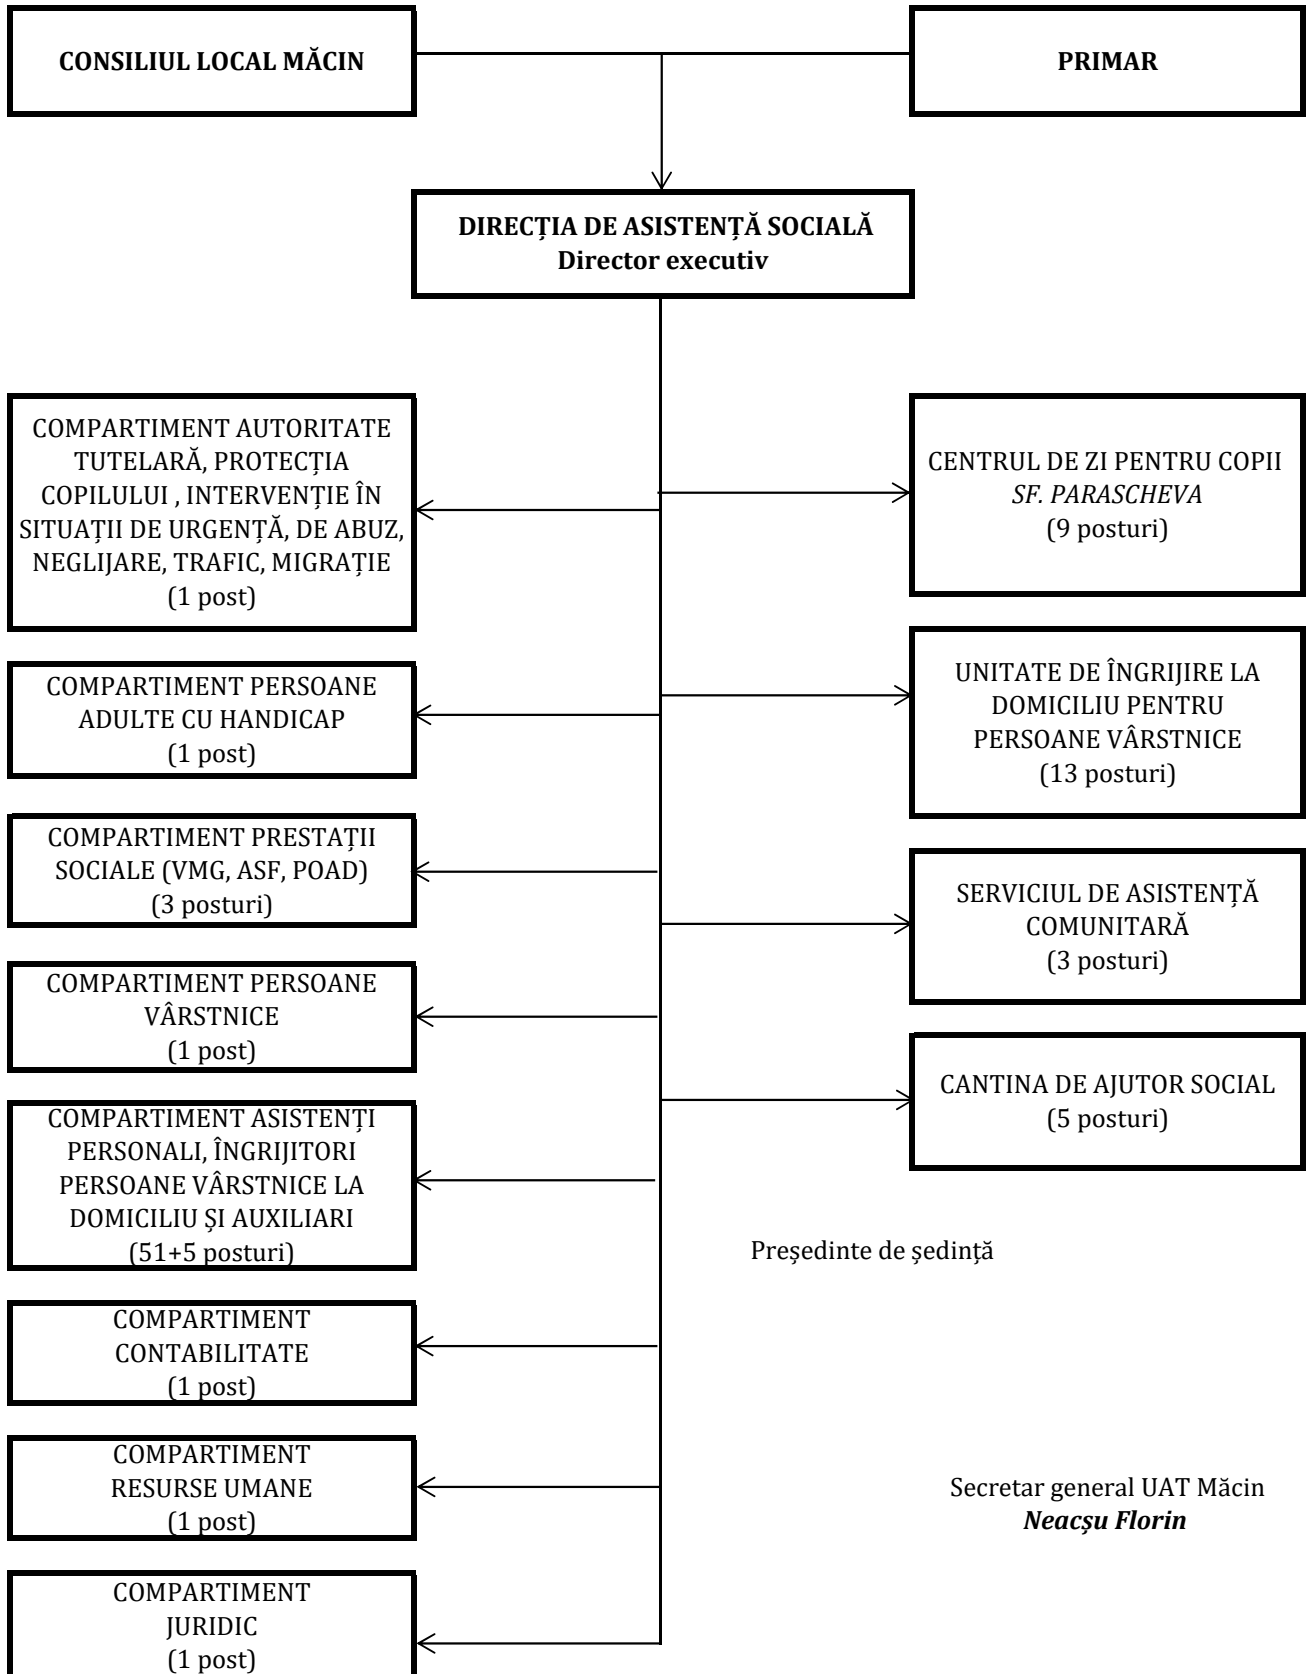 CONSILIUL LOCAL MĂCIN
PRIMAR
DIRECȚIA DE ASISTENȚĂ SOCIALĂ
Director executiv
COMPARTIMENT AUTORITATE
TUTELARĂ, PROTECȚIA
COPILULUI , INTERVENȚIE ÎN
SITUAȚII DE URGENȚĂ, DE ABUZ,
NEGLIJARE, TRAFIC, MIGRAȚIE
(1 post)
COMPARTIMENT PERSOANE
ADULTE CU HANDICAP
(1 post)
COMPARTIMENT PRESTAȚII
SOCIALE (VMG, ASF, POAD)
(3 posturi)
COMPARTIMENT PERSOANE
VÂRSTNICE
(1 post)
COMPARTIMENT ASISTENȚI
PERSONALI, ÎNGRIJITORI
PERSOANE VÂRSTNICE LA
DOMICILIU ȘI AUXILIARI
(51+5 posturi)
COMPARTIMENT
CONTABILITATE
(1 post)
COMPARTIMENT
RESURSE UMANE
(1 post)
COMPARTIMENT
JURIDIC
(1 post)
CENTRUL DE ZI PENTRU COPII
SF. PARASCHEVA
(9 posturi)
UNITATE DE ÎNGRIJIRE LA
DOMICILIU PENTRU
PERSOANE VÂRSTNICE
(13 posturi)
SERVICIUL DE ASISTENȚĂ
COMUNITARĂ
(3 posturi)
CANTINA DE AJUTOR SOCIAL
(5 posturi)
Președinte de ședință
Secretar general UAT Măcin
Neacșu Florin